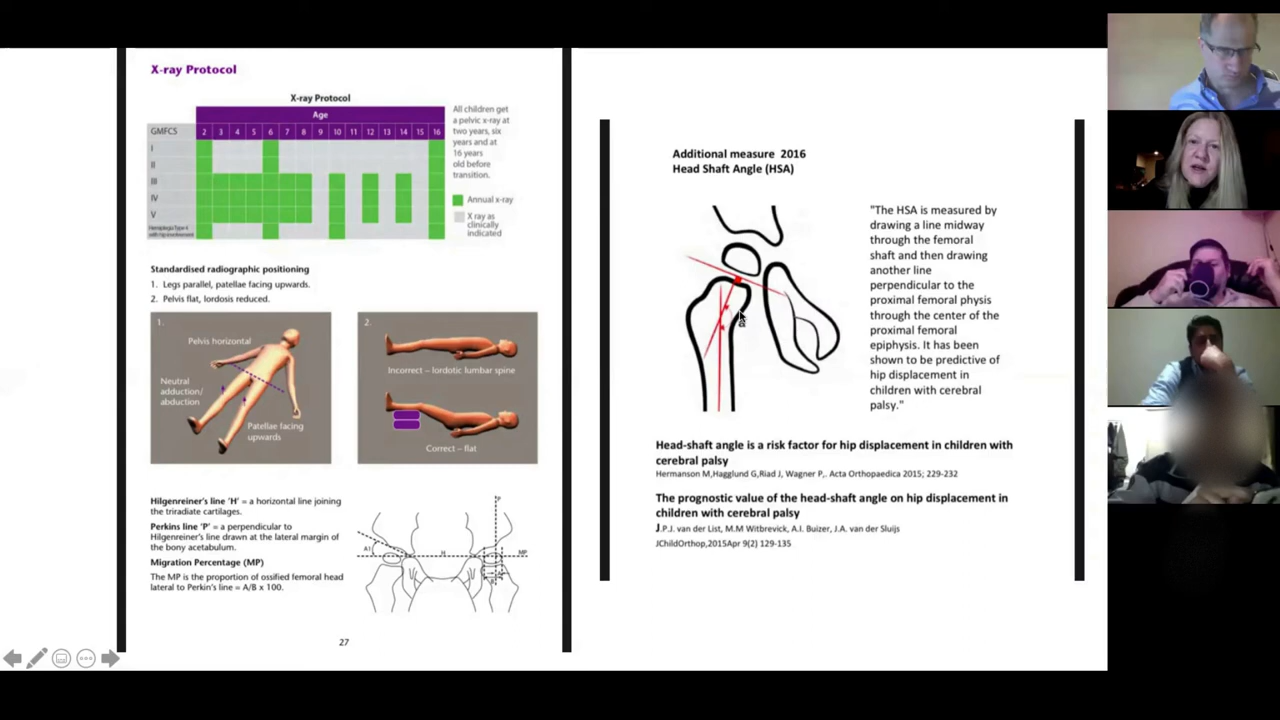 X-ray Protocol
X-ray Protocol
Age
GMFCS 2 3 4 5 6 7 8 9 10 11 12 13 14 15 16
I
II
III
IV
V
Hemiplegia Type 4
with hip involvement
All children get
a pelvic x-ray at
two years, six
years and at
16 years
old before
transition.
Annual x-ray
X ray as
clinically
indicated
Standardised radiographic positioning
1. Legs parallel, patellae facing upwards.
2. Pelvis flat, lordosis reduced.
1.
Pelvis horizontal
Neutral
adduction/
abduction
Patellae facing
upwards
2.
Incorrect – lordotic lumbar spine
Correct – flat
Hilgenreiner's line 'H' = a horizontal line joining
the triradiate cartilages.
Perkins line 'P' = a perpendicular to
Hilgenreiner's line drawn at the lateral margin of
the bony acetabulum.
Migration Percentage (MP)
The MP is the proportion of ossified femoral head
lateral to Perkin's line = A/B x 100.
P
A1
H
MP
27
Additional measure 2016
Head Shaft Angle (HSA)
"The HSA is measured by
drawing a line midway
through the femoral
shaft and then drawing
another line
perpendicular to the
proximal femoral physis
through the center of the
proximal femoral
epiphysis. It has been
shown to be predictive of
hip displacement in
children with cerebral
palsy."
Head-shaft angle is a risk factor for hip displacement in children with
cerebral palsy
Hermanson M,Hagglund G,Riad J, Wagner P,. Acta Orthopaedica 2015; 229-232
The prognostic value of the head-shaft angle on hip displacement in
children with cerebral palsy
J.P.J. van der List, M.M Witbrevick, A.I. Buizer, J.A. van der Sluijs
JChildOrthop,2015Apr 9(2) 129-135